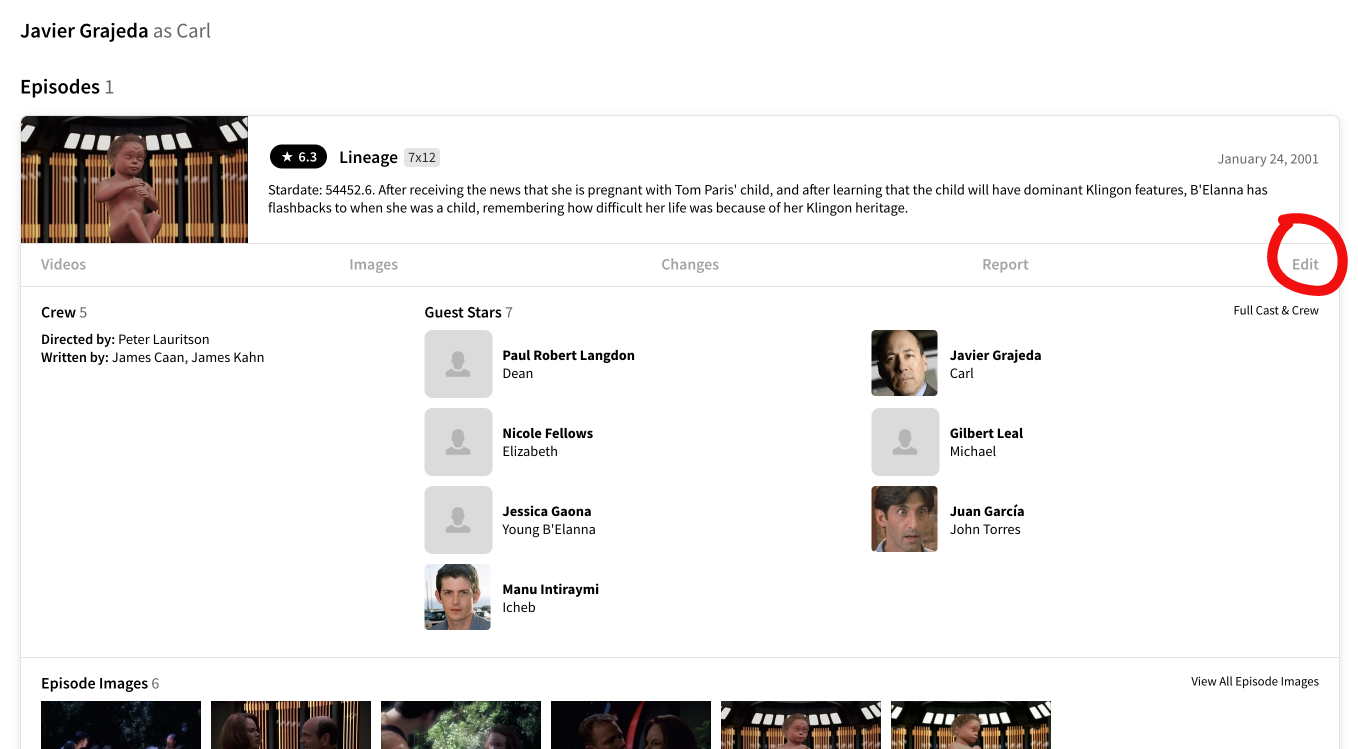 Javier Grajeda as Carl
Episodes 1
★ 6.3 Lineage 7x12
January 24, 2001
Stardate: 54452.6. After receiving the news that she is pregnant with Tom Paris' child, and after learning that the child will have dominant Klingon features, B'Elanna has
flashbacks to when she was a child, remembering how difficult her life was because of her Klingon heritage.
Videos Images Changes Report Edit
Crew 5
Directed by: Peter Lauritson
Written by: James Caan, James Kahn
Guest Stars 7
Full Cast & Crew
Paul Robert Langdon
Dean
Javier Grajeda
Carl
Nicole Fellows
Elizabeth
Gilbert Leal
Michael
Jessica Gaona
Young B'Elanna
Juan García
John Torres
Manu Intiraymi
Icheb
Episode Images 6
View All Episode Images